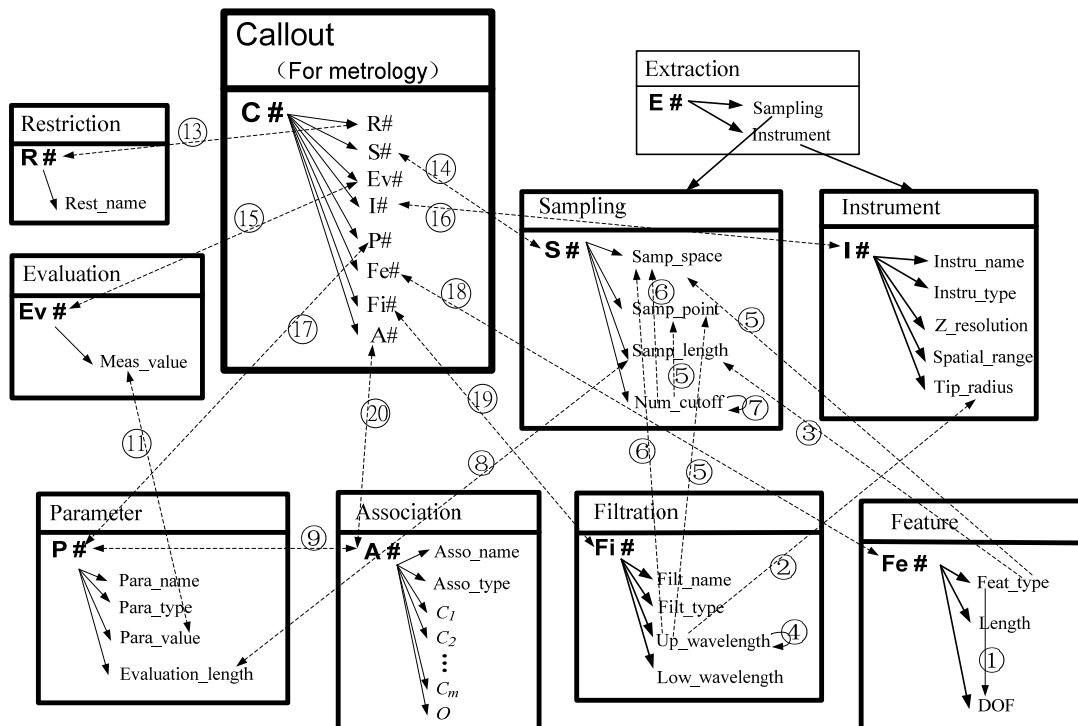 Callout
（For metrology）
C #
R#
S#
Ev#
I#
P#
Fe#
Fi#
A#
Extraction
E #
Sampling
Instrument
Restriction
R #
Rest_name
⑬
⑭
⑮
⑯
Evaluation
Ev #
Meas_value
Sampling
S #
Samp_space
Samp_point
Samp_length
Num_cutoff
⑥
⑤
⑦
Instrument
I #
Instru_name
Instru_type
Z_resolution
Spatial_range
Tip_radius
⑰
⑱
⑤
⑪
⑳
⑲
⑧
⑥
⑤
③
Parameter
P #
Para_name
Para_type
Para_value
Evaluation_length
⑨
Association
A #
Asso_name
Asso_type
C1
C2
⋮
Cm
O
Filtration
Fi #
Filt_name
Filt_type
Up_wavelength
Low_wavelength
④
②
Feature
Fe #
Feat_type
Length
DOF
①